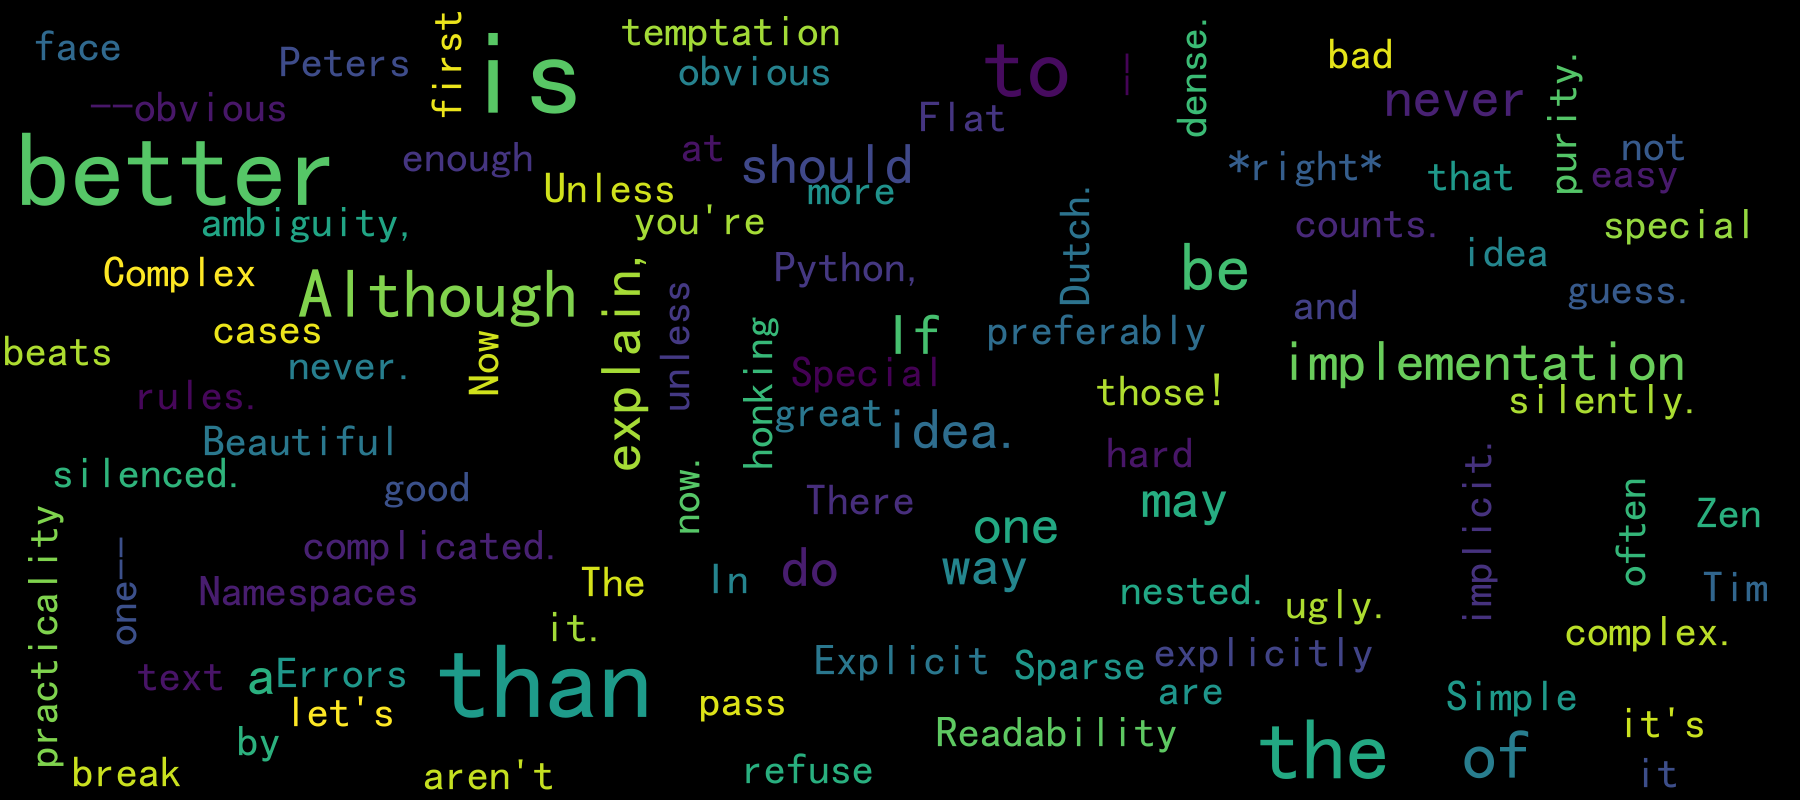 face
Peters
first
is
temptation
obvious
to
|
dense.
bad
never
purity.
--obvious
Flat
better
enough
at
should
Unless
more
*right*
that
not
easy
ambiguity,
you're
Dutch.
counts.
special
Complex
Although
explain,
unless
Python,
be
idea
and
guess.
cases
beats
never.
Now
honking
If
preferably
implementation
rules.
Special
those!
silently.
Beautiful
great
idea.
hard
silenced.
good
now.
There
one
may
implicit.
often
Zen
practicality
one--
complicated.
Namespaces
The
In
do
way
nested.
ugly.
Tim
it.
complex.
text
a
Errors
than
Explicit
Sparse
explicitly
are
let's
pass
Simple
by
Readability
the
of
it's
break
aren't
refuse
it